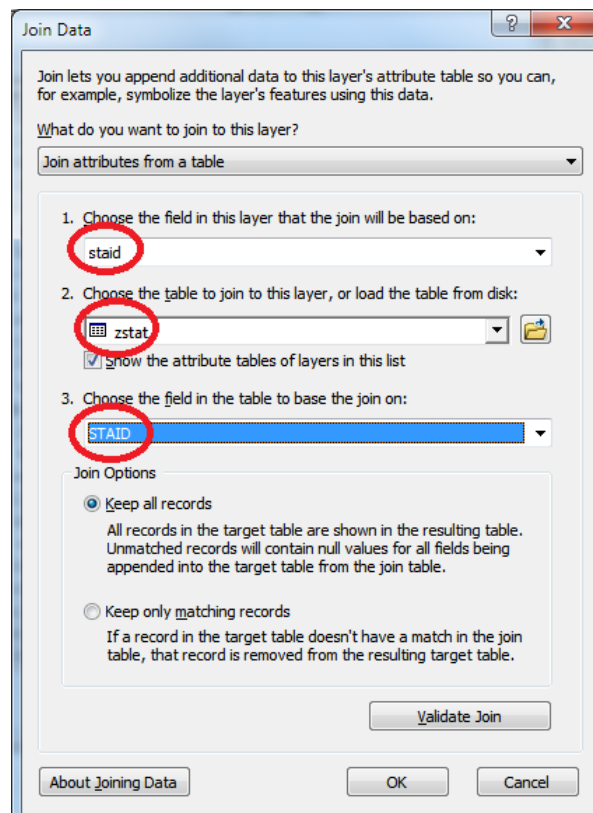 Join Data
Join lets you append additional data to this layer's attribute table so you can,
for example, symbolize the layer's features using this data.
What do you want to join to this layer?
Join attributes from a table
1. Choose the field in this layer that the join will be based on:
staid
2. Choose the table to join to this layer, or load the table from disk:
zstat
Show the attribute tables of layers in this list
3. Choose the field in the table to base the join on:
STAID
Join Options
Keep all records
All records in the target table are shown in the resulting table.
Unmatched records will contain null values for all fields being
appended into the target table from the join table.
Keep only matching records
If a record in the target table doesn't have a match in the join
table, that record is removed from the resulting target table.
Validate Join
About Joining Data
OK
Cancel